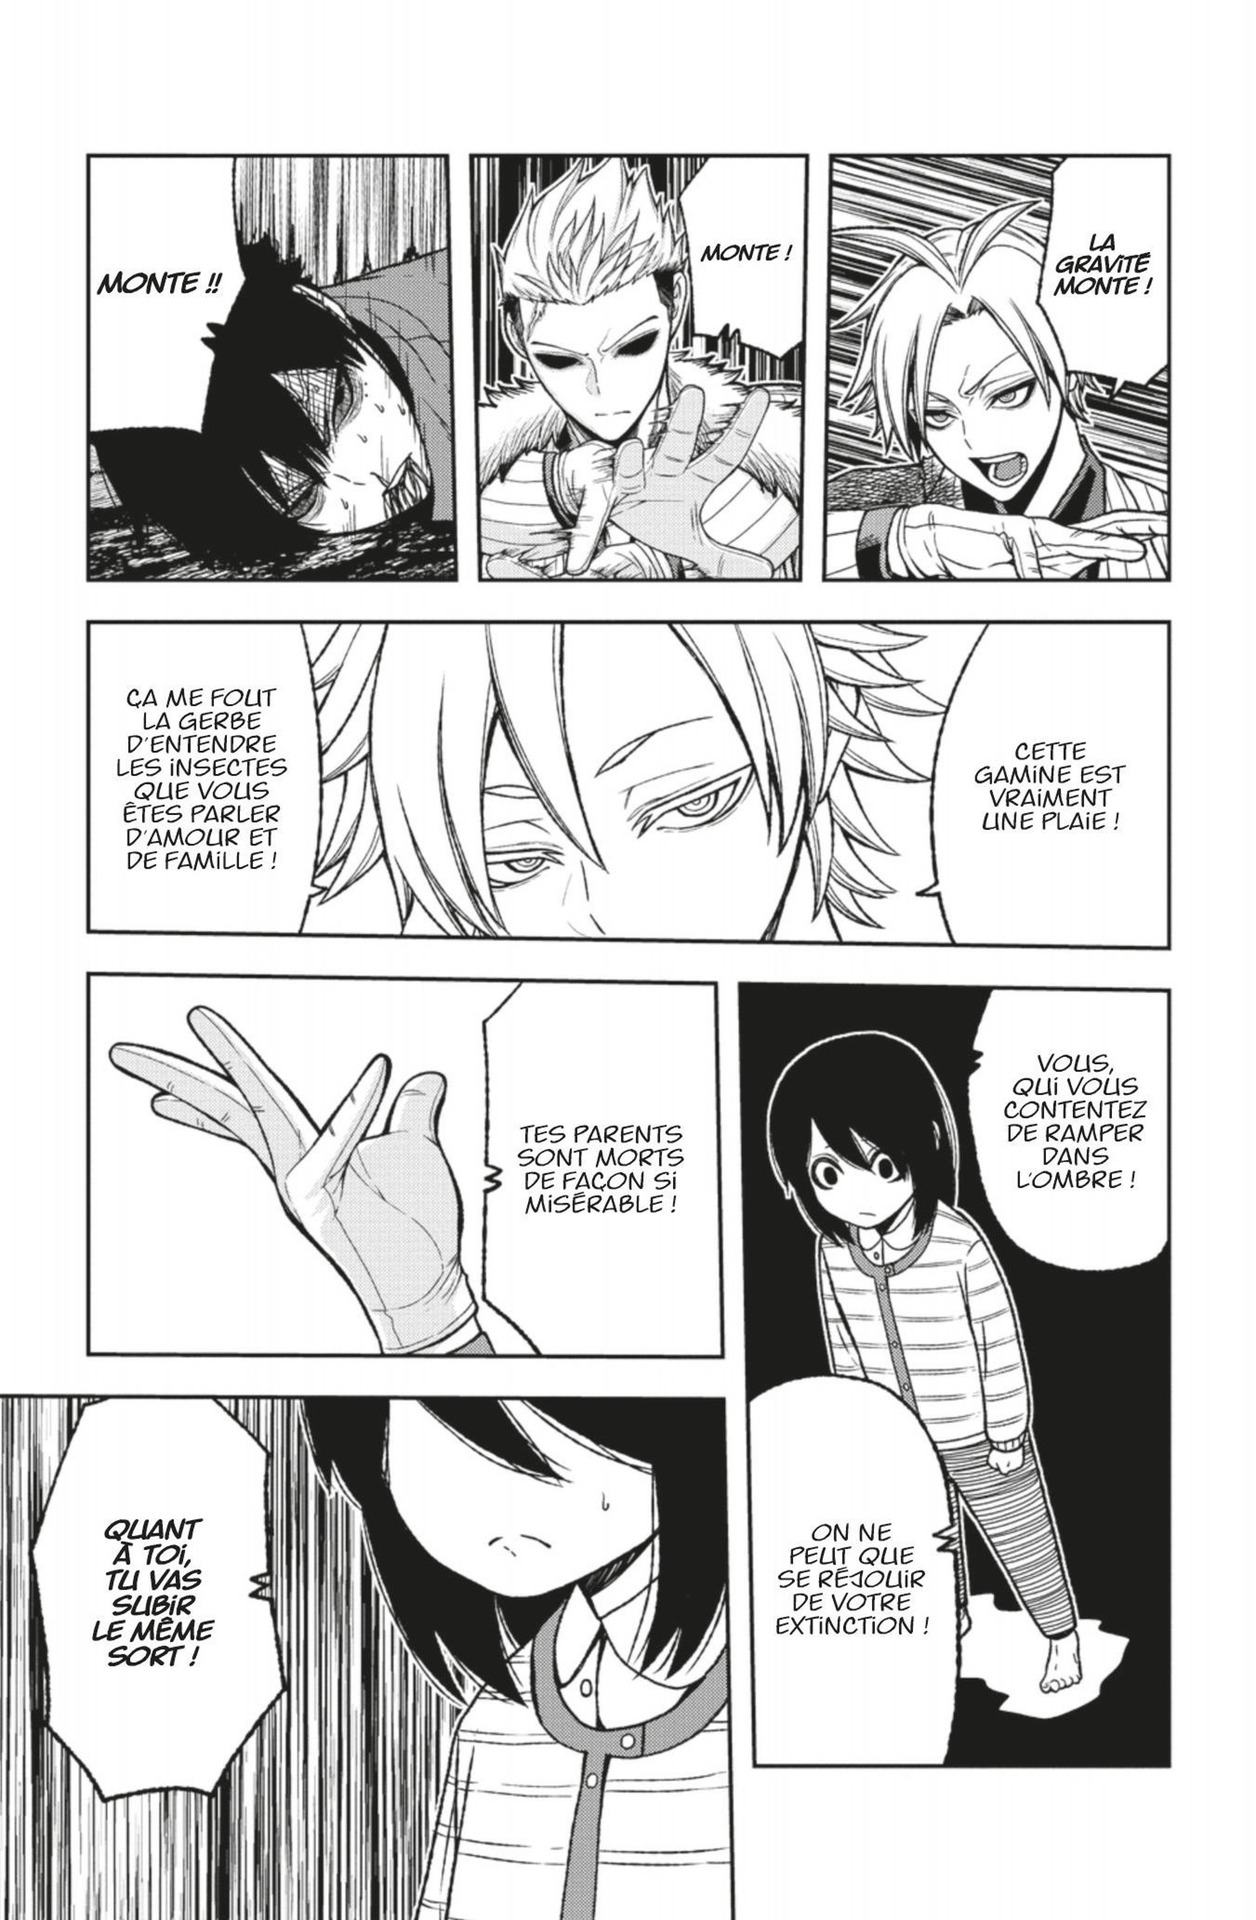 LA
GRAVITÉ
MONTE !
MONTE !
MONTE !!
CETTE
GAMINE EST
VRAIMENT
UNE PLAIE !
ÇA ME FOUT
LA GERBE
D'ENTENDRE
LES INSECTES
QUE VOUS
ÊTES PARLER
D'AMOUR ET
DE FAMILLE !
VOUS,
QUI VOUS
CONTENTEZ
DE RAMPER
DANS
L'OMBRE !
ON NE
PEUT QUE
SE RÉJOUIR
DE VOTRE
EXTINCTION !
TES PARENTS
SONT MORTS
DE FAÇON SI
MISÉRABLE !
QUANT
À TOI,
TU VAS
SUBIR
LE MÊME
SORT !